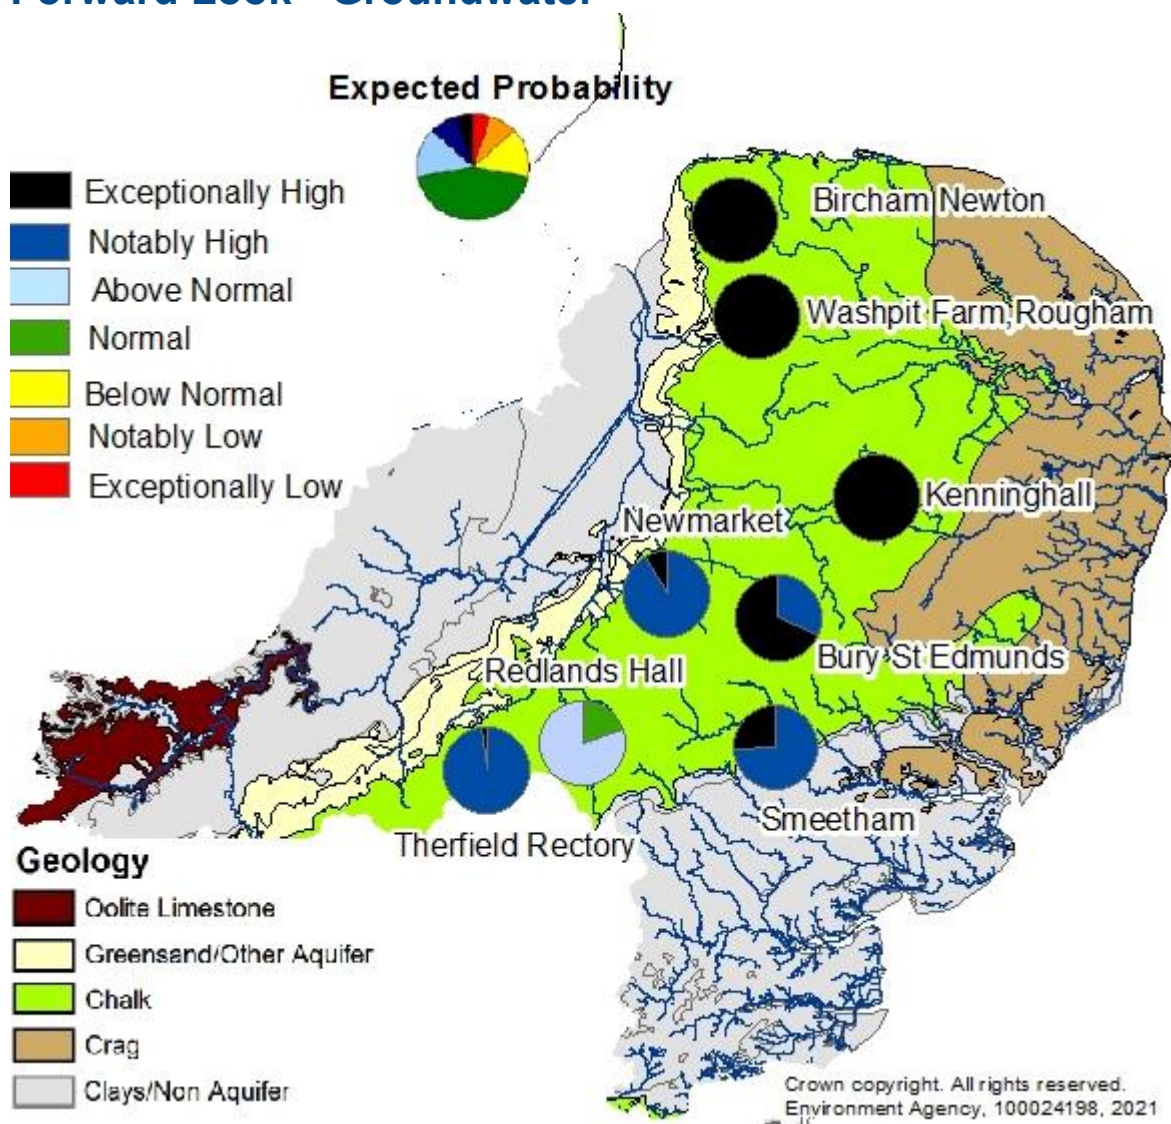 Forward Look - Groundwater
Expected Probability
Exceptionally High
Notably High
Above Normal
Normal
Below Normal
Notably Low
Exceptionally Low
Bircham Newton
Washpit Farm,Rougham
Kenninghall
Newmarket
Bury St Edmunds
Redlands Hall
Smeetham
Therfield Rectory
Geology
Oolite Limestone
Greensand/Other Aquifer
Chalk
Crag
Clays/Non Aquifer
Crown copyright. All rights reserved.
Environment Agency, 100024198, 2021